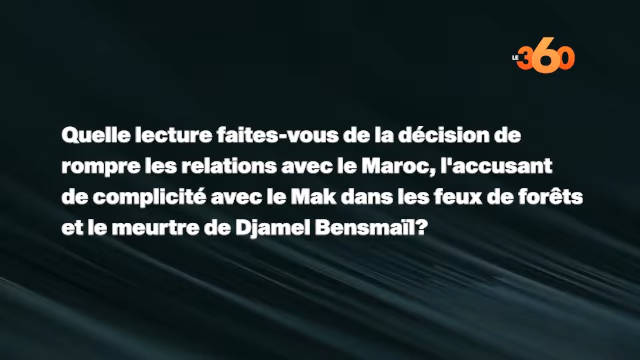 LE 360
Quelle lecture faites-vous de la décision de
rompre les relations avec le Maroc, l'accusant
de complicité avec le Mak dans les feux de forêts
et le meurtre de Djamel Bensmaïl?